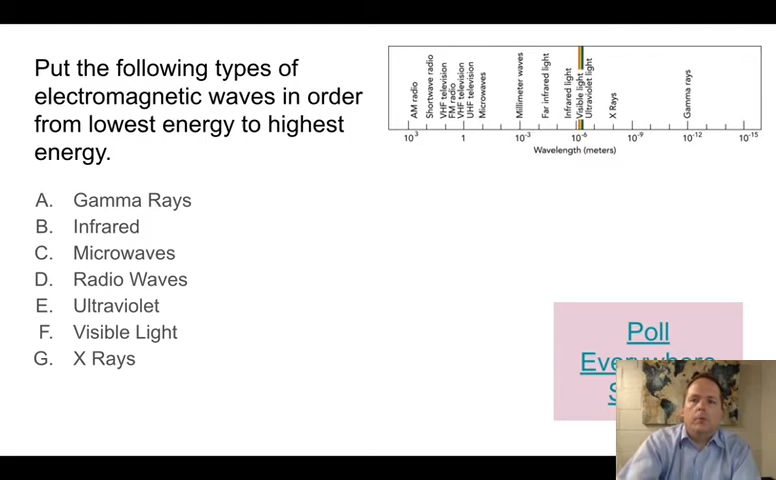 Put the following types of
electromagnetic waves in order
from lowest energy to highest
energy.
A. Gamma Rays
B. Infrared
C. Microwaves
D. Radio Waves
E. Ultraviolet
F. Visible Light
G. X Rays
AM radio
Shortwave radio
VHF television
FM radio
VHF television
UHF television
Microwaves
Millimeter waves
Far infrared light
Infrared light
Visible light
Ultraviolet light
X Rays
Gamma rays
10³ 1 10⁻³ 10⁻⁶ 10⁻⁹ 10⁻¹² 10⁻¹⁵
Wavelength (meters)
Poll